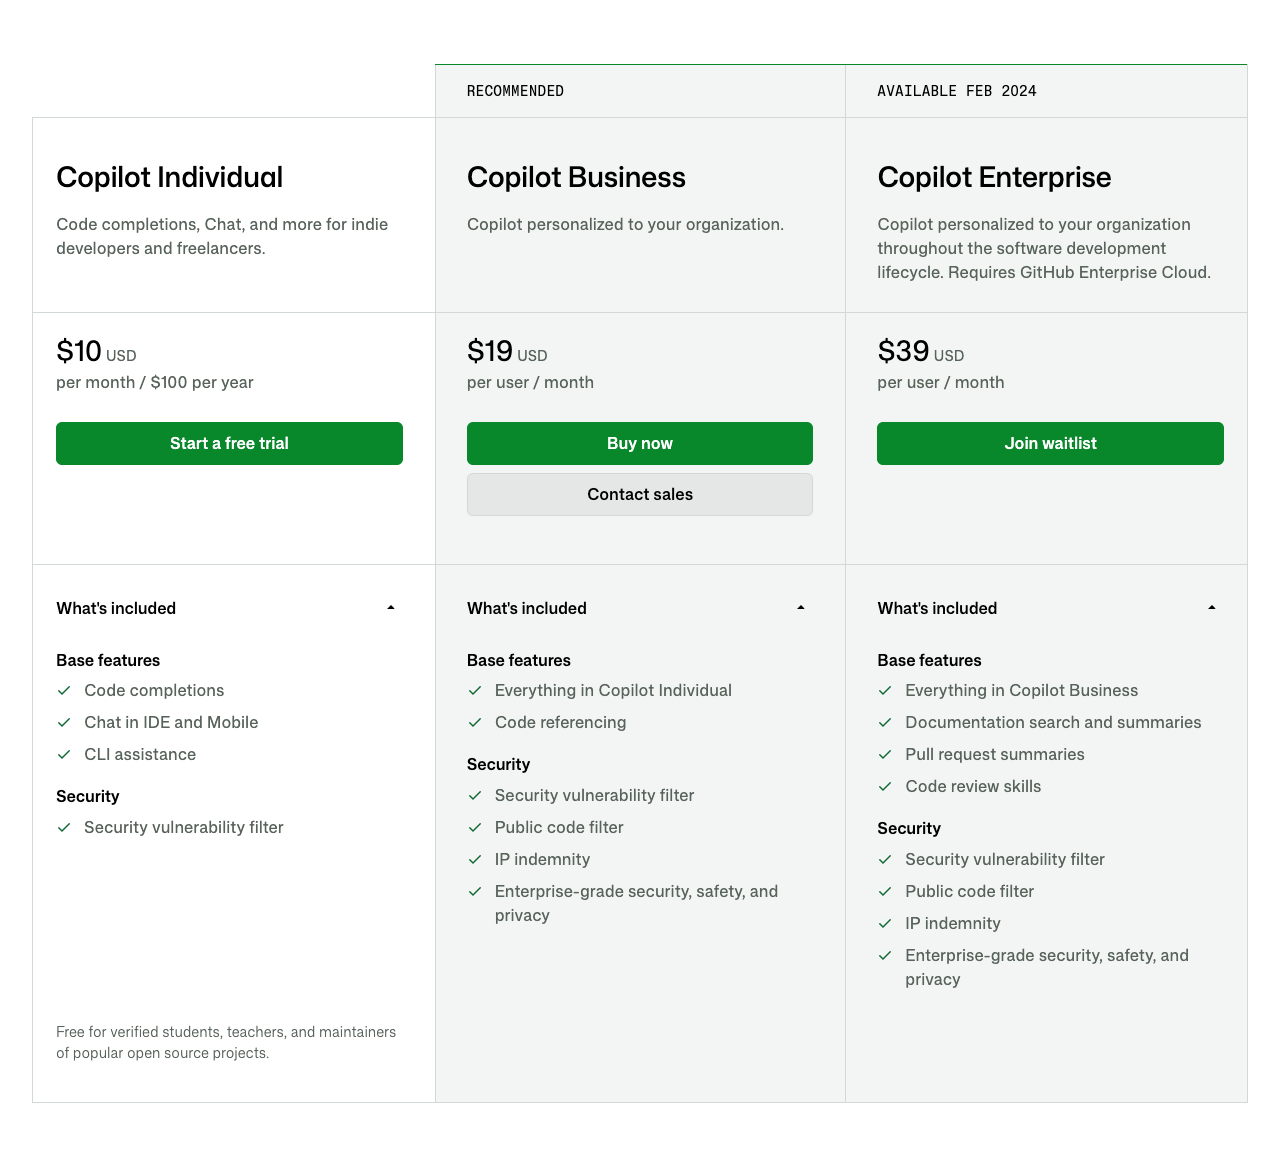 RECOMMENDED
AVAILABLE FEB 2024
Copilot Individual
Code completions, Chat, and more for indie
developers and freelancers.
Copilot Business
Copilot personalized to your organization.
Copilot Enterprise
Copilot personalized to your organization
throughout the software development
lifecycle. Requires GitHub Enterprise Cloud.
$10 USD
per month / $100 per year
Start a free trial
$19 USD
per user / month
Buy now
Contact sales
$39 USD
per user / month
Join waitlist
What's included
Base features
Code completions
Chat in IDE and Mobile
CLI assistance
Security
Security vulnerability filter
Free for verified students, teachers, and maintainers
of popular open source projects.
What's included
Base features
Everything in Copilot Individual
Code referencing
Security
Security vulnerability filter
Public code filter
IP indemnity
Enterprise-grade security, safety, and
privacy
What's included
Base features
Everything in Copilot Business
Documentation search and summaries
Pull request summaries
Code review skills
Security
Security vulnerability filter
Public code filter
IP indemnity
Enterprise-grade security, safety, and
privacy